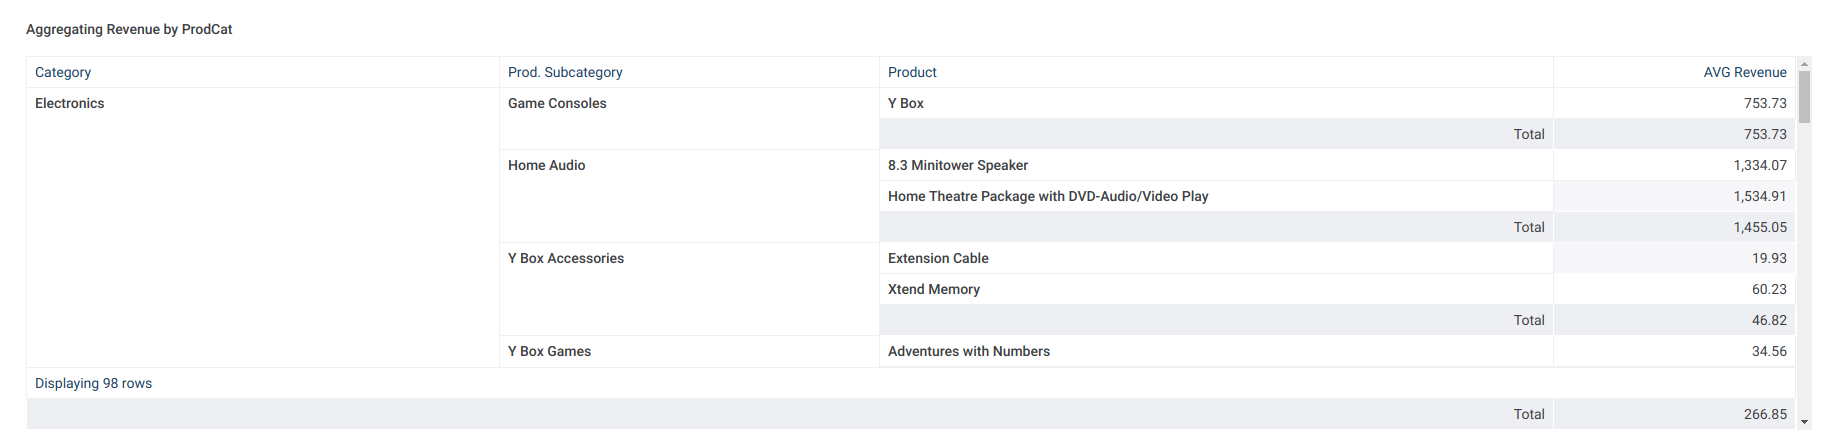 Aggregating Revenue by ProdCat
Category Prod. Subcategory Product AVG Revenue
Electronics Game Consoles Y Box 753.73
Total 753.73
Home Audio 8.3 Minitower Speaker 1,334.07
Home Theatre Package with DVD-Audio/Video Play 1,534.91
Total 1,455.05
Y Box Accessories Extension Cable 19.93
Xtend Memory 60.23
Total 46.82
Y Box Games Adventures with Numbers 34.56
Displaying 98 rows
Total 266.85